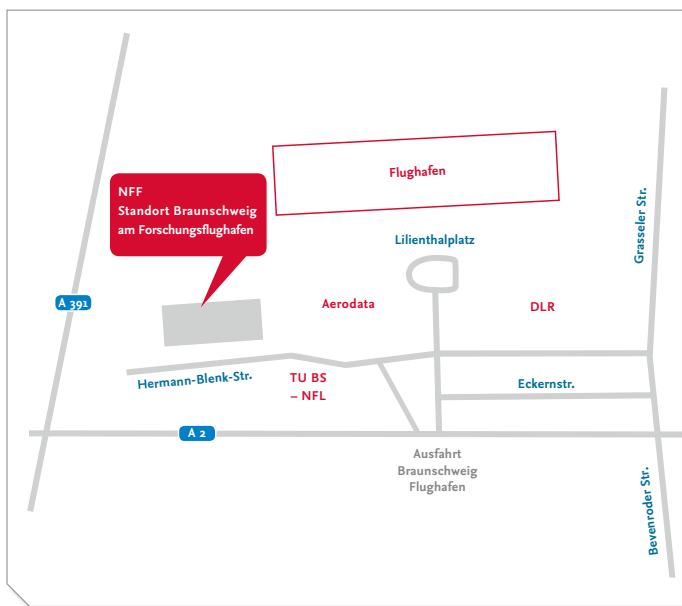 Flughafen
NFF
Standort Braunschweig
am Forschungsflughafen
Grasseler Str.
Lilienthalplatz
A 391
Aerodata
DLR
Hermann-Blenk-Str.
TU BS
– NFL
Eckernstr.
A 2
Ausfahrt
Braunschweig
Flughafen
Bevenroder Str.